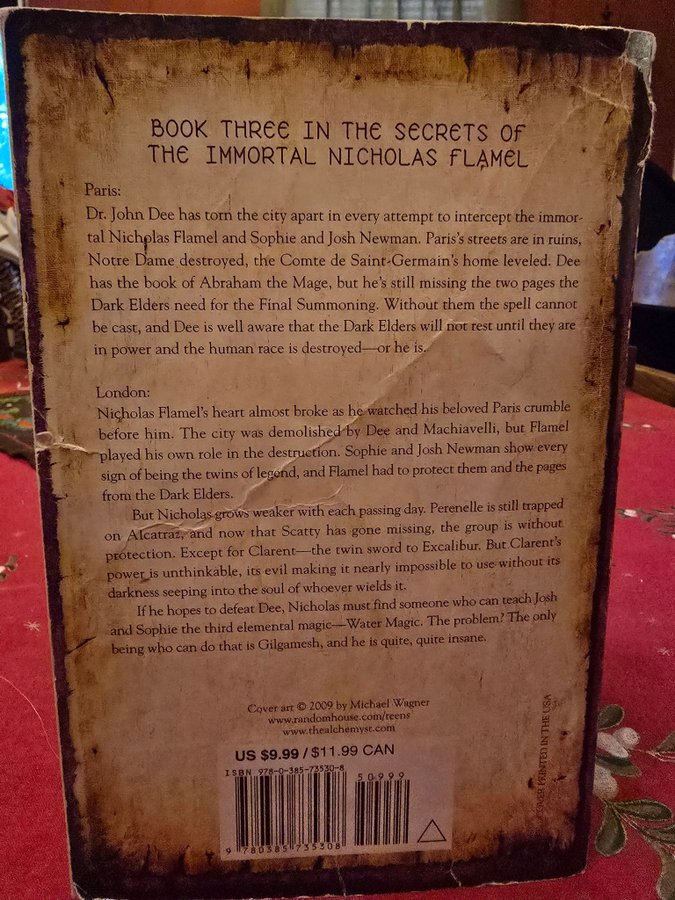 BOOK THREE IN THE SECRETS OF
THE IMMORTAL NICHOLAS FLAMEL
Paris:
Dr. John Dee has torn the city apart in every attempt to intercept the immor-
tal Nicholas Flamel and Sophie and Josh Newman. Paris's streets are in ruins,
Notre Dame destroyed, the Comte de Saint-Germain's home leveled. Dee
has the book of Abraham the Mage, but he's still missing the two pages the
Dark Elders need for the Final Summoning. Without them the spell cannot
be cast, and Dee is well aware that the Dark Elders will not rest until they are
in power and the human race is destroyed—or he is.
London:
Nicholas Flamel's heart almost broke as he watched his beloved Paris crumble
before him. The city was demolished by Dee and Machiavelli, but Flamel
played his own role in the destruction. Sophie and Josh Newman show every
sign of being the twins of legend, and Flamel had to protect them and the pages
from the Dark Elders.
But Nicholas grows weaker with each passing day. Perenelle is still trapped
on Alcatraz, and now that Scatty has gone missing, the group is without
protection. Except for Clarent—the twin sword to Excalibur. But Clarent's
power is unthinkable, its evil making it nearly impossible to use without its
darkness seeping into the soul of whoever wields it.
If he hopes to defeat Dee, Nicholas must find someone who can teach Josh
and Sophie the third elemental magic—Water Magic. The problem? The only
being who can do that is Gilgamesh, and he is quite, quite insane.
Cover art © 2009 by Michael Wagner
www.randomhouse.com/teens
www.thealchemyst.com
US $9.99 / $11.99 CAN
ISBN 978-0-385-73530-8
50999
9 780385 735308
COVER PRINTED IN THE USA